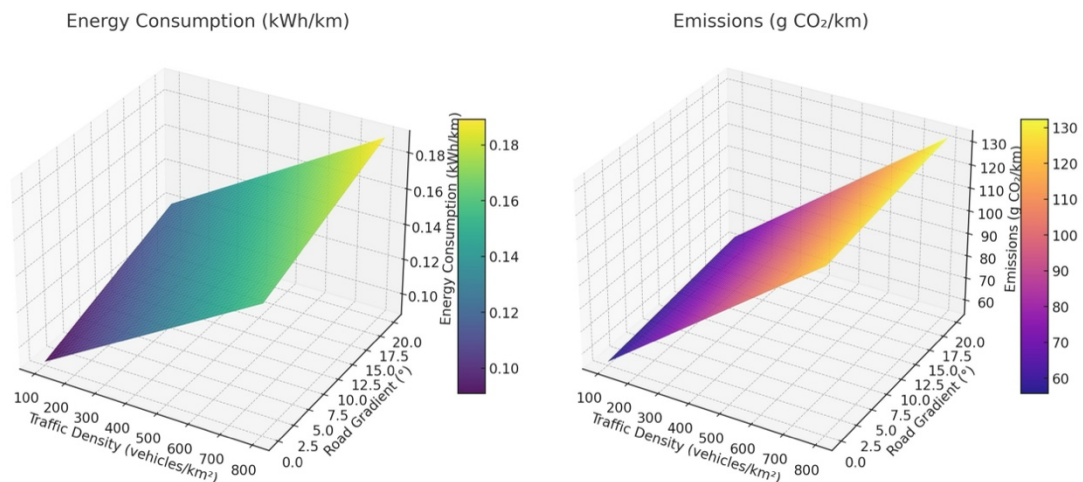 Energy Consumption (kWh/km)
0.18
0.16
0.14
0.12
0.10
Energy Consumption (kWh/km)
0.18
0.16
0.14
0.12
0.10
100 200 300 400 500 600 700 800
Traffic Density (vehicles/km²)
0.0 2.5 5.0 7.5 10.0 12.5 15.0 17.5 20.0
Road Gradient (°)
Emissions (g CO₂/km)
130
120
110
100
90
80
70
60
Emissions (g CO₂/km)
130
120
110
100
90
80
70
60
100 200 300 400 500 600 700 800
Traffic Density (vehicles/km²)
0.0 2.5 5.0 7.5 10.0 12.5 15.0 17.5 20.0
Road Gradient (°)